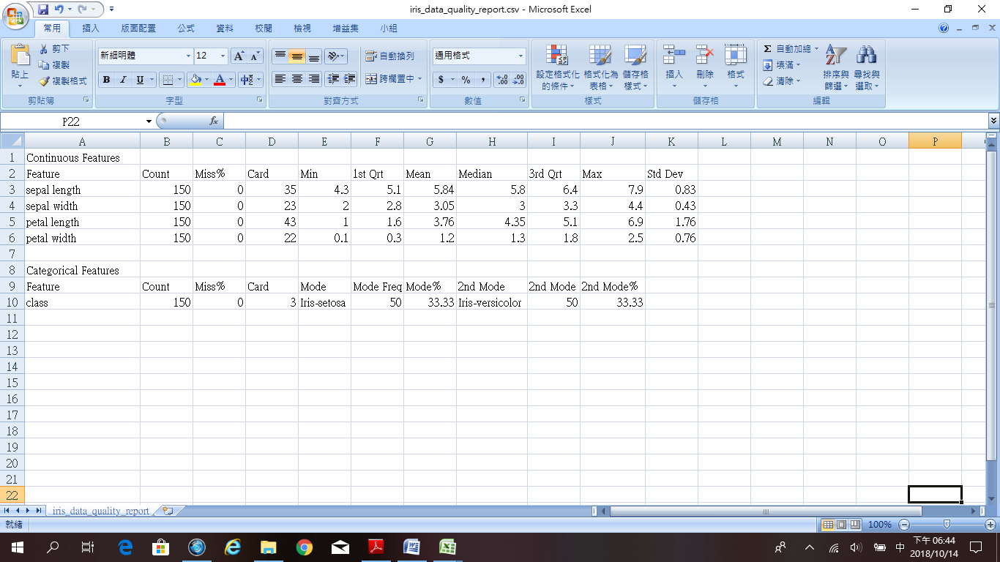 iris_data_quality_report.csv - Microsoft Excel
常用 插入 版面配置 公式 資料 校閱 檢視 增益集 小組
貼上 剪下 複製 複製格式 剪貼簿
新細明體 12 B I U 字型
自動換列 跨欄置中 對齊方式
通用格式 $ % , 數值
設定格式化的條件 格式化為表格 儲存格樣式 樣式
插入 刪除 格式 儲存格
Σ 自動加總 填滿 清除 排序與篩選 尋找與選取 編輯
P22 fx
A B C D E F G H I J K L M N O P
1 Continuous Features
2 Feature Count Miss% Card Min 1st Qrt Mean Median 3rd Qrt Max Std Dev
3 sepal length 150 0 35 4.3 5.1 5.84 5.8 6.4 7.9 0.83
4 sepal width 150 0 23 2 2.8 3.05 3 3.3 4.4 0.43
5 petal length 150 0 43 1 1.6 3.76 4.35 5.1 6.9 1.76
6 petal width 150 0 22 0.1 0.3 1.2 1.3 1.8 2.5 0.76
7
8 Categorical Features
9 Feature Count Miss% Card Mode Mode Freq Mode% 2nd Mode 2nd Mode 2nd Mode%
10 class 150 0 3 Iris-setosa 50 33.33 Iris-versicolor 50 33.33
11
12
13
14
15
16
17
18
19
20
21
22
iris_data_quality_report
就緒 100%
中 下午 06:44
2018/10/14